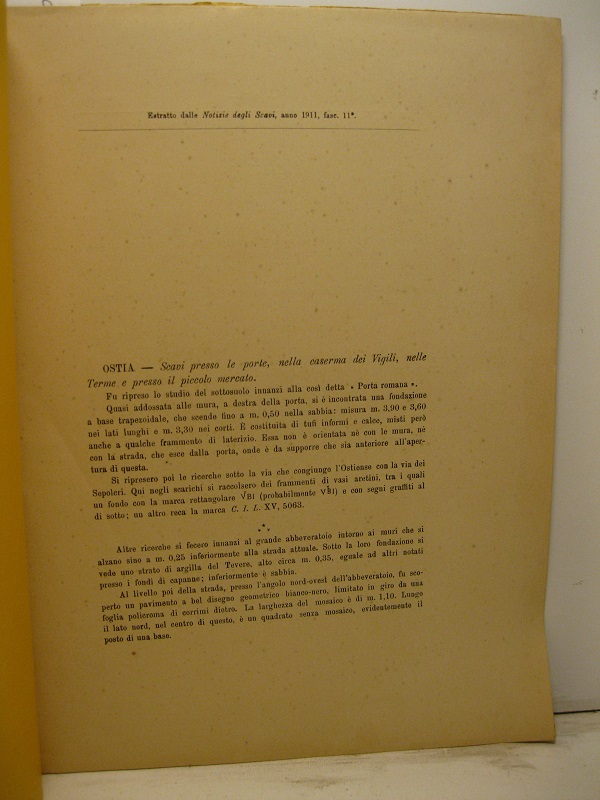 Estratto dalle Notizie degli Scavi, anno 1911, fasc. 11°.
OSTIA — Scavi presso le porte, nella caserma dei Vigili, nelle
Terme e presso il piccolo mercato.
Fu ripreso lo studio del sottosuolo innanzi alla così detta « Porta romana ».
Quasi addossata alle mura, a destra della porta, si è incontrata una fondazione
a base trapezoidale, che scende fino a m. 0,50 nella sabbia: misura m. 3,90 e 3,60
nei lati lunghi e m. 3,30 nei corti. È costituita di tufi informi e calce, misti però
anche a qualche frammento di laterizio. Essa non è orientata nè con le mura, nè
con la strada, che esce dalla porta, onde è da supporre che sia anteriore all'aper-
tura di questa.
Si ripresero poi le ricerche sotto la via che congiunge l'Ostiense con la via dei
Sepolcri. Qui negli scarichi si raccolsero dei frammenti di vasi aretini, tra i quali
un fondo con la marca rettangolare VBI (probabilmente VBI) e con segni graffiti al
di sotto; un altro reca la marca C. I. L. XV, 5063.
***
Altre ricerche si fecero innanzi al grande abbeveratoio intorno ai muri che si
alzano sino a m. 0,25 inferiormente alla strada attuale. Sotto la loro fondazione si
vede uno strato di argilla del Tevere, alto circa m. 0,35, eguale ad altri notati
presso i fondi di capanne; inferiormente è sabbia.
Al livello poi della strada, presso l'angolo nord-ovest dell'abbeveratoio, fu sco-
perto un pavimento a bel disegno geometrico bianco-nero, limitato in giro da una
foglia policroma di corrimi dietro. La larghezza del mosaico è di m. 1,10. Lungo
il lato nord, nel centro di questo, è un quadrato senza mosaico, evidentemente il
posto di una base.